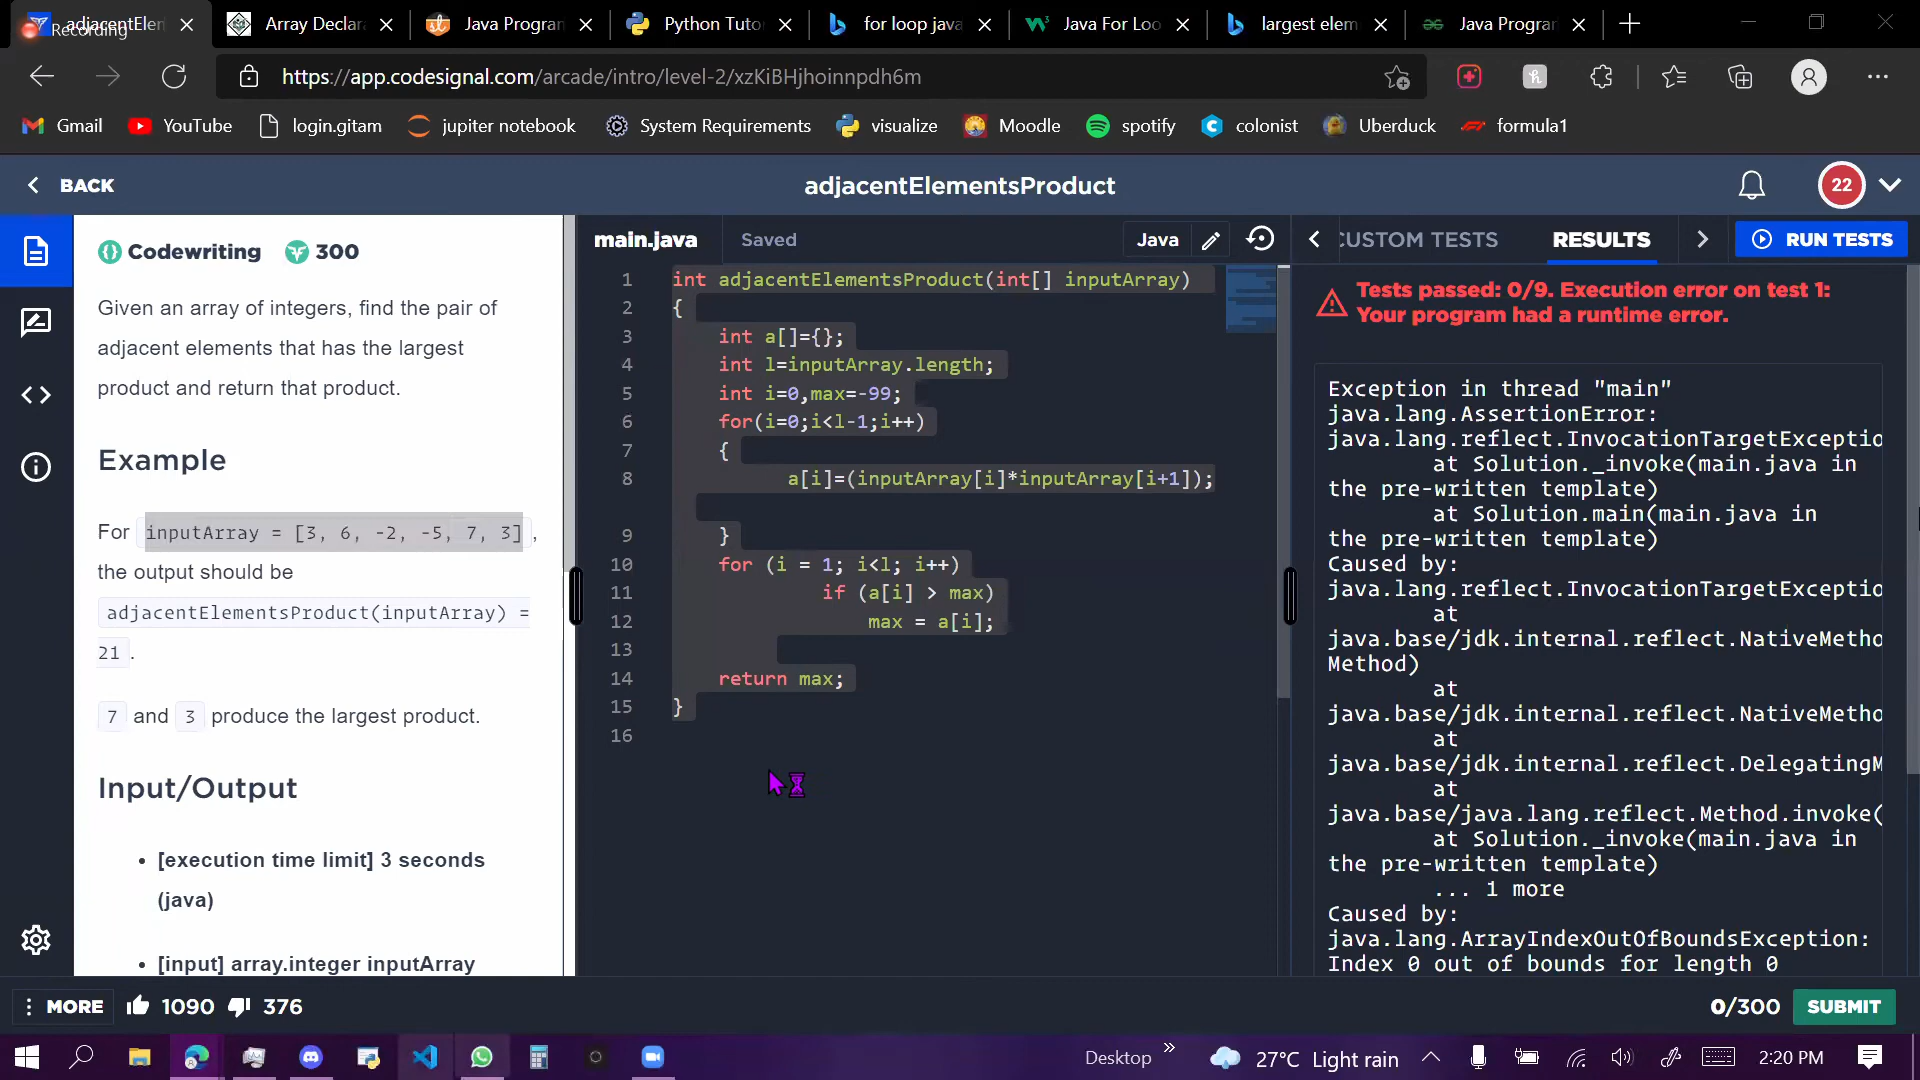 adjacentElem
Recording
Array Declara
Java Program
Python Tuto
for loop java
Java For Loo
largest elem
Java Progra
https://app.codesignal.com/arcade/intro/level-2/xzKiBHjhoinnpdh6m
Gmail
YouTube
login.gitam
jupiter notebook
System Requirements
visualize
Moodle
spotify
colonist
Uberduck
formula1
BACK
adjacentElementsProduct
22
Codewriting
300
Given an array of integers, find the pair of
adjacent elements that has the largest
product and return that product.
Example
For inputArray = [3, 6, -2, -5, 7, 3] ,
the output should be
adjacentElementsProduct(inputArray) =
21 .
7 and 3 produce the largest product.
Input/Output
• [execution time limit] 3 seconds
(java)
• [input] array.integer inputArray
main.java
Saved
Java
1 int adjacentElementsProduct(int[] inputArray)
2 {
3 int a[]={};
4 int l=inputArray.length;
5 int i=0,max=-99;
6 for(i=0;i<l-1;i++)
7 {
8 a[i]=(inputArray[i]*inputArray[i+1]);
9 }
10 for (i = 1; i<l; i++)
11 if (a[i] > max)
12 max = a[i];
13
14 return max;
15 }
16
CUSTOM TESTS
RESULTS
RUN TESTS
Tests passed: 0/9. Execution error on test 1:
Your program had a runtime error.
Exception in thread "main"
java.lang.AssertionError:
java.lang.reflect.InvocationTargetExceptio
at Solution._invoke(main.java in
the pre-written template)
at Solution.main(main.java in
the pre-written template)
Caused by:
java.lang.reflect.InvocationTargetExceptio
at
java.base/jdk.internal.reflect.NativeMetho
Method)
at
java.base/jdk.internal.reflect.NativeMetho
at
java.base/jdk.internal.reflect.DelegatingM
at
java.base/java.lang.reflect.Method.invoke(
at Solution._invoke(main.java in
the pre-written template)
... 1 more
Caused by:
java.lang.ArrayIndexOutOfBoundsException:
Index 0 out of bounds for length 0
MORE
1090
376
0/300
SUBMIT
Desktop
27°C Light rain
2:20 PM